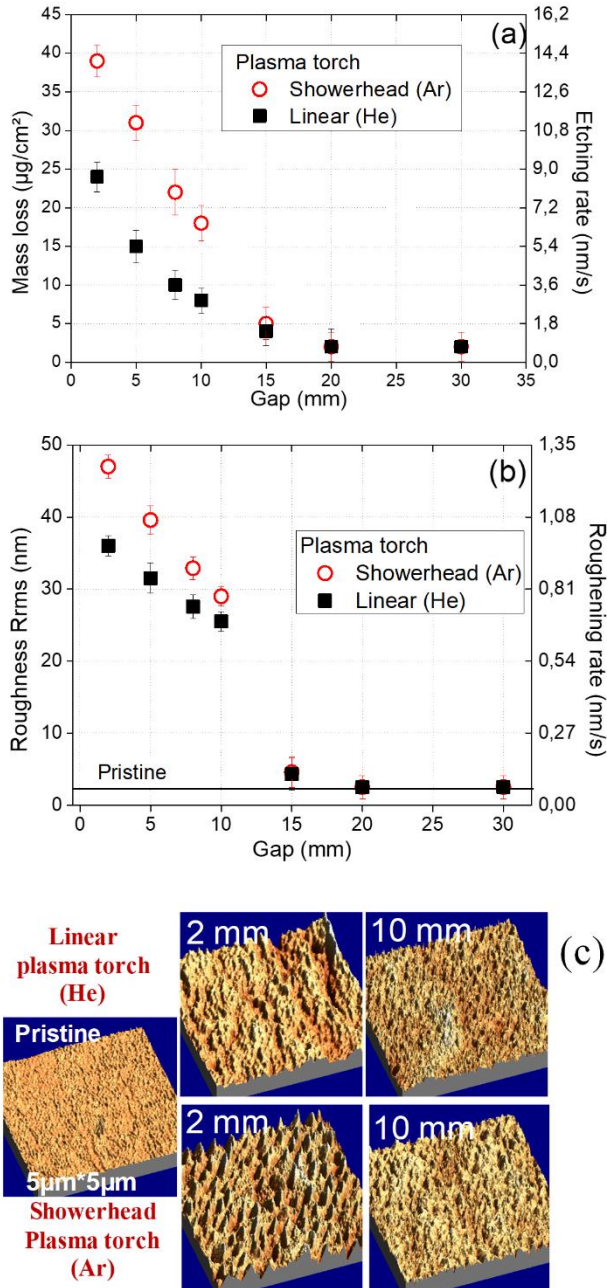 (a)
Plasma torch
Showerhead (Ar)
Linear (He)
Mass loss (µg/cm²)
45
40
35
30
25
20
15
10
5
0
Etching rate (nm/s)
16,2
14,4
12,6
10,8
9,0
7,2
5,4
3,6
1,8
0,0
0 5 10 15 20 25 30 35
Gap (mm)
(b)
Plasma torch
Showerhead (Ar)
Linear (He)
Pristine
Roughness Rrms (nm)
50
40
30
20
10
0
Roughening rate (nm/s)
1,35
1,08
0,81
0,54
0,27
0,00
0 5 10 15 20 25 30
Gap (mm)
(c)
Linear
plasma torch
(He)
2 mm
10 mm
Pristine
5µm*5µm
Showerhead
Plasma torch
(Ar)
2 mm
10 mm